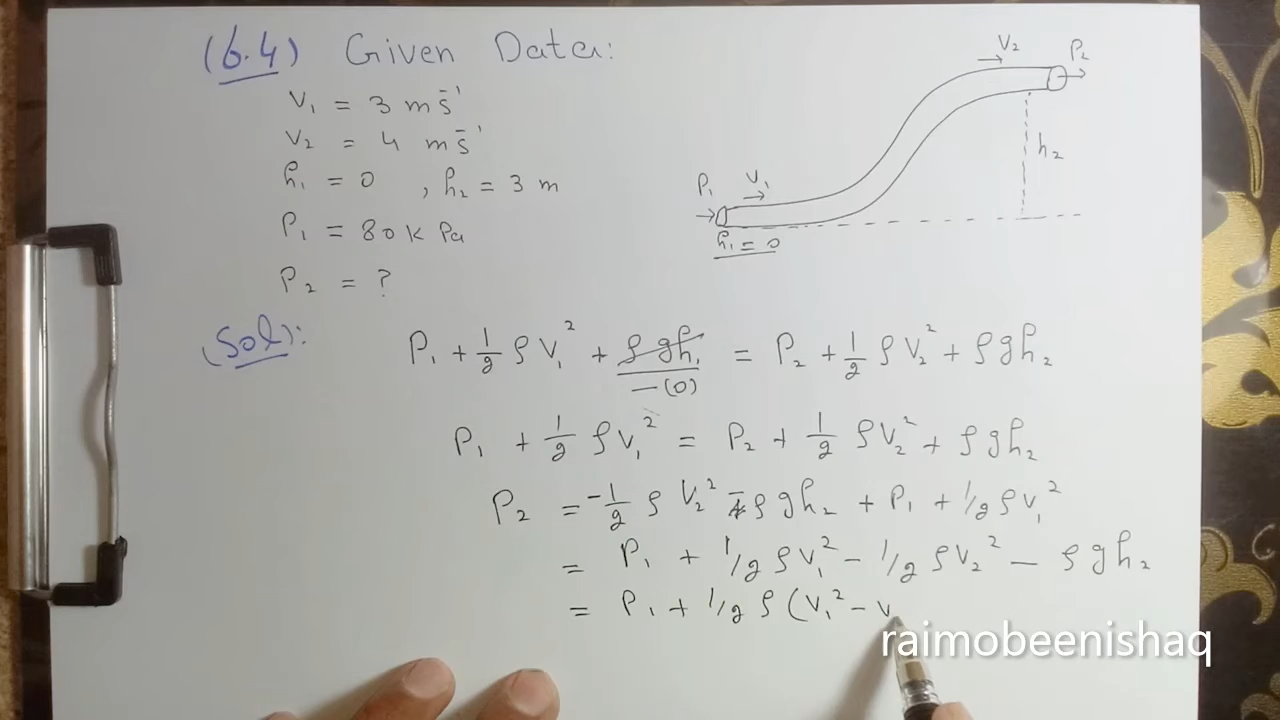 (6.4) Given Data:
V₁ = 3 ms⁻¹
V₂ = 4 ms⁻¹
h₁ = 0 , h₂ = 3 m
P₁ = 80 k Pa
P₂ = ?
V₂
P₂
h₂
P₁
V₁
h₁ = 0
Sol:
P₁ + 1/2 ρ V₁² + ρgh₁ = P₂ + 1/2 ρ V₂² + ρgh₂
(0)
P₁ + 1/2 ρV₁² = P₂ + 1/2 ρV₂² + ρgh₂
P₂ = -1/2 ρ V₂² - ρgh₂ + P₁ + 1/2 ρV₁²
= P₁ + 1/2 ρV₁² - 1/2 ρV₂² - ρgh₂
= P₁ + 1/2 ρ (V₁² - V
raimobeenishaq